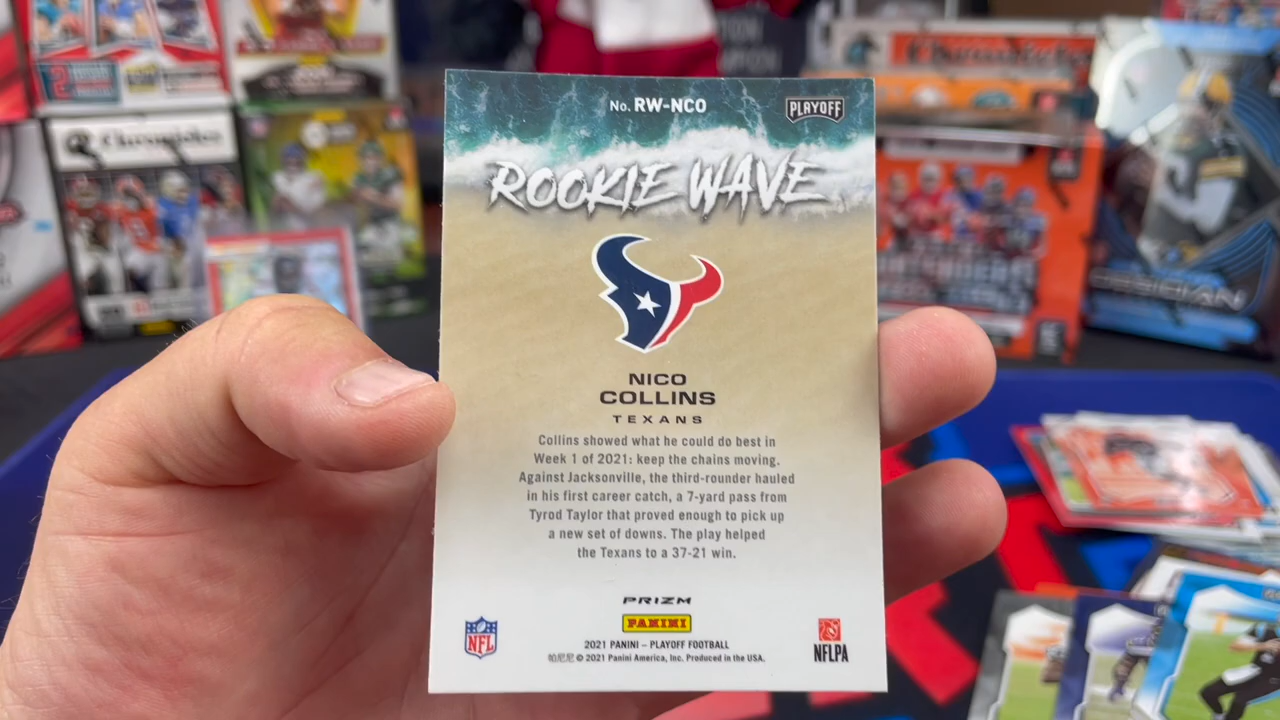 No. RW-NCO
PLAYOFF
ROOKIE WAVE
NICO
COLLINS
TEXANS
Collins showed what he could do best in
Week 1 of 2021: keep the chains moving.
Against Jacksonville, the third-rounder hauled
in his first career catch, a 7-yard pass from
Tyrod Taylor that proved enough to pick up
a new set of downs. The play helped
the Texans to a 37-21 win.
PRIZM
PANINI
NFL
NFLPA
2021 PANINI – PLAYOFF FOOTBALL
帕尼尼 © 2021 Panini America, Inc. Produced in the USA.
Chronicles
Chronicles
OBSIDIAN